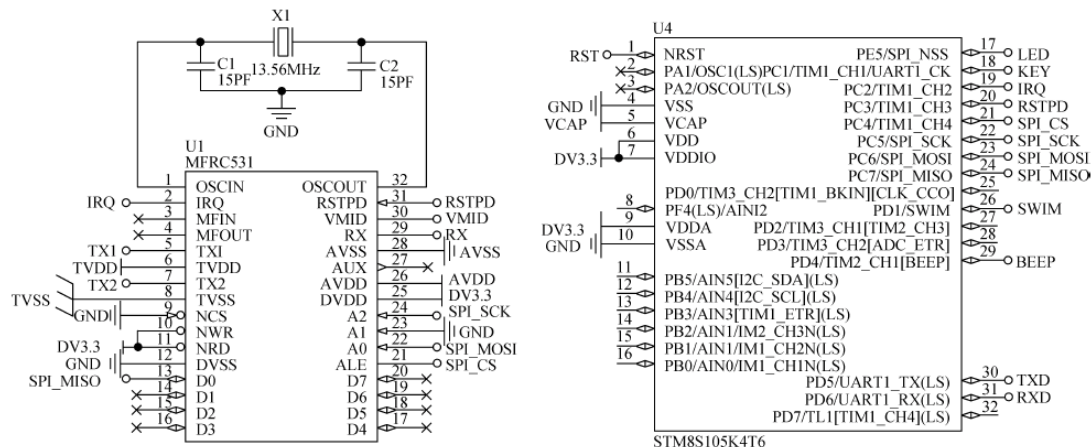 X1
C1
15PF
13.56MHz
C2
15PF
GND
U1
MFRC531
1 OSCIN OSCOUT 32
IRQ 2 IRQ RSTPD 31 RSTPD
3 MFIN VMID 30 VMID
4 MFOUT RX 29 RX
TX1 5 TXI AVSS 28 AVSS
TVDD 6 TVDD AUX 27
TX2 7 TX2 AVDD 26 AVDD
TVSS 8 TVSS DVDD 25 DV3.3
GND 9 NCS A2 24 SPI_SCK
10 NWR A1 23 GND
DV3.3 11 NRD A0 22 SPI_MOSI
GND 12 DVSS ALE 21 SPI_CS
SPI_MISO 13 D0 D7 20
14 D1 D6 19
15 D2 D5 18
16 D3 D4 17
U4
RST 1 NRST PE5/SPI_NSS 17 LED
2 PA1/OSC1(LS)PC1/TIM1_CH1/UART1_CK 18 KEY
3 PA2/OSCOUT(LS) PC2/TIM1_CH2 19 IRQ
GND 4 VSS PC3/TIM1_CH3 20 RSTPD
VCAP 5 VCAP PC4/TIM1_CH4 21 SPI_CS
6 VDD PC5/SPI_SCK 22 SPI_SCK
DV3.3 7 VDDIO PC6/SPI_MOSI 23 SPI_MOSI
PC7/SPI_MISO 24 SPI_MISO
PD0/TIM3_CH2[TIM1_BKIN][CLK_CCO] 25
8 PF4(LS)/AINI2 PD1/SWIM 26 SWIM
DV3.3 9 VDDA PD2/TIM3_CH1[TIM2_CH3] 27
GND 10 VSSA PD3/TIM3_CH2[ADC_ETR] 28
PD4/TIM2_CH1[BEEP] 29 BEEP
11 PB5/AIN5[I2C_SDA](LS)
12 PB4/AIN4[I2C_SCL](LS)
13 PB3/AIN3[TIM1_ETR](LS)
14 PB2/AIN1/IM2_CH3N(LS)
15 PB1/AIN1/IM1_CH2N(LS)
16 PB0/AIN0/IM1_CH1N(LS)
PD5/UART1_TX(LS) 30 TXD
PD6/UART1_RX(LS) 31 RXD
PD7/TL1[TIM1_CH4](LS) 32
STM8S105K4T6